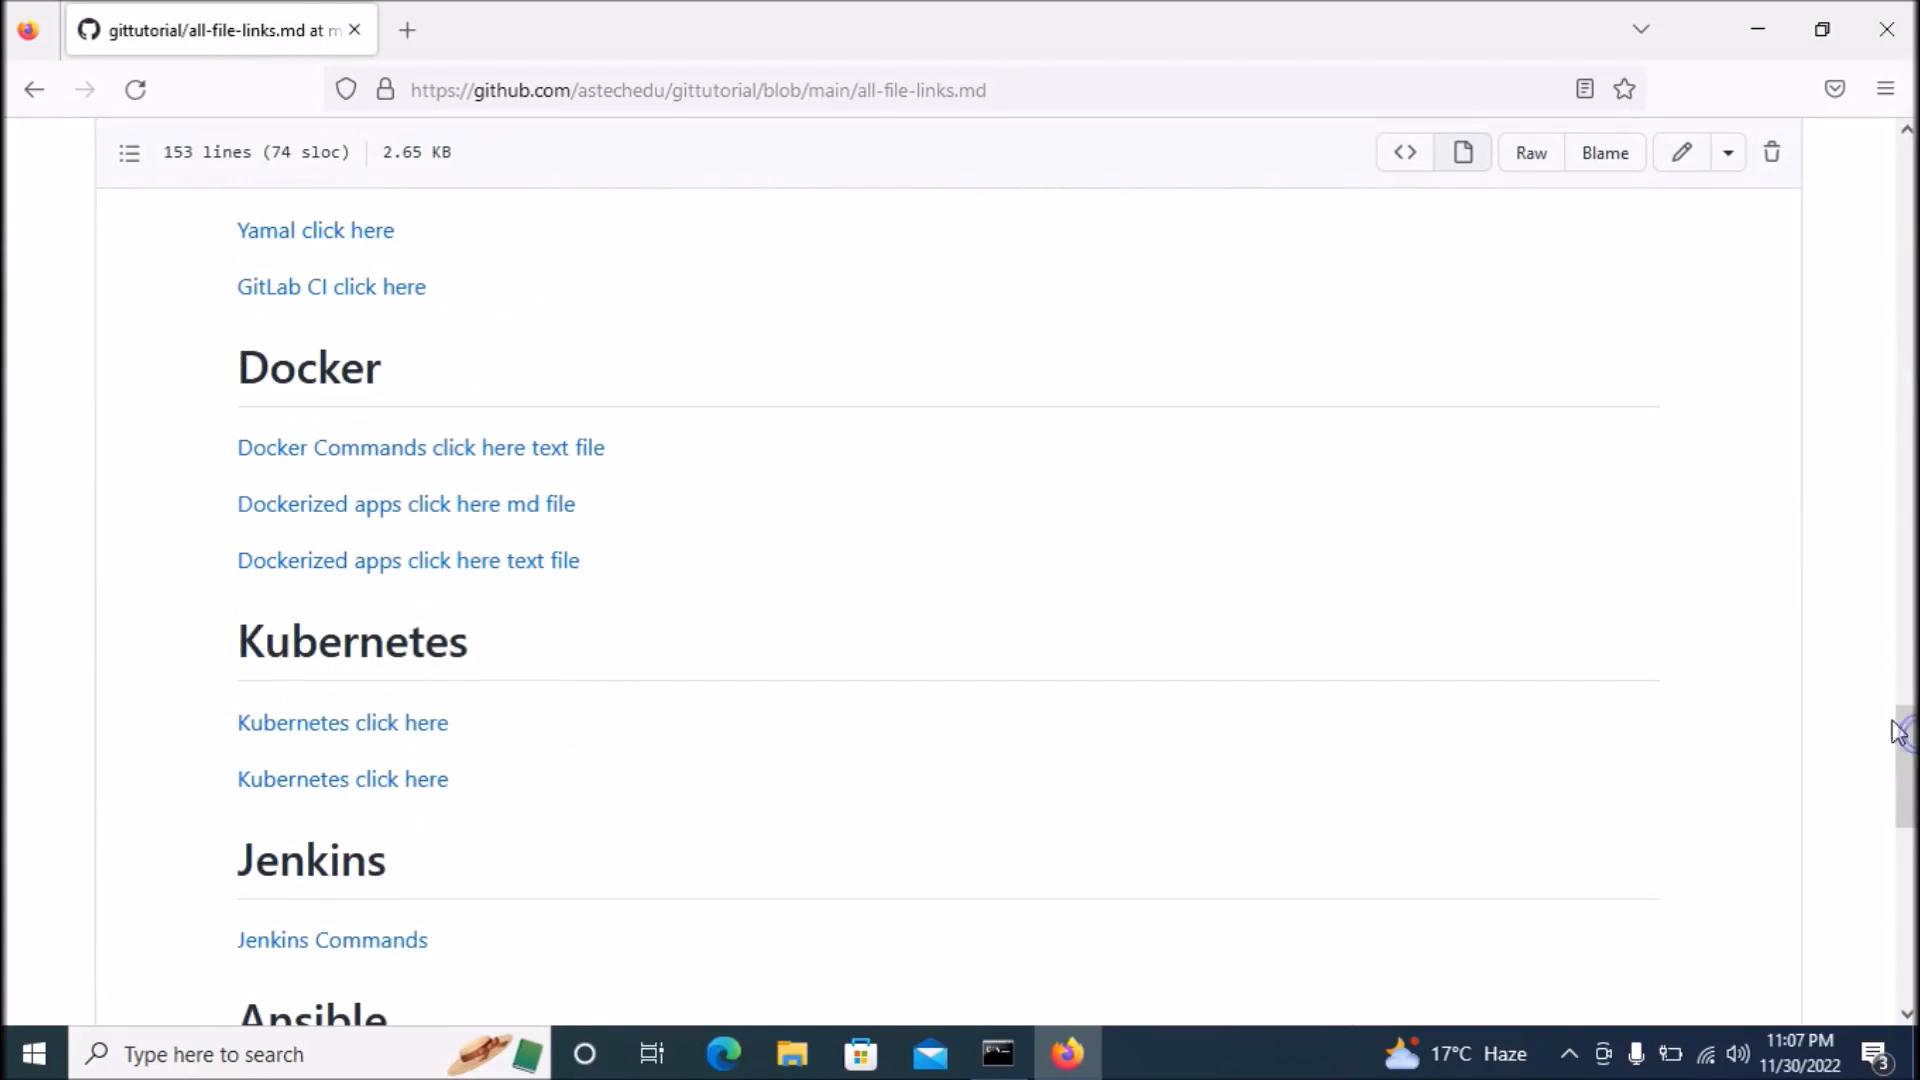 gittutorial/all-file-links.md at m
https://github.com/astechedu/gittutorial/blob/main/all-file-links.md
153 lines (74 sloc) 2.65 KB
Raw Blame
Yamal click here
GitLab CI click here
Docker
Docker Commands click here text file
Dockerized apps click here md file
Dockerized apps click here text file
Kubernetes
Kubernetes click here
Kubernetes click here
Jenkins
Jenkins Commands
Ansible
Type here to search
17°C Haze
11:07 PM
11/30/2022
3